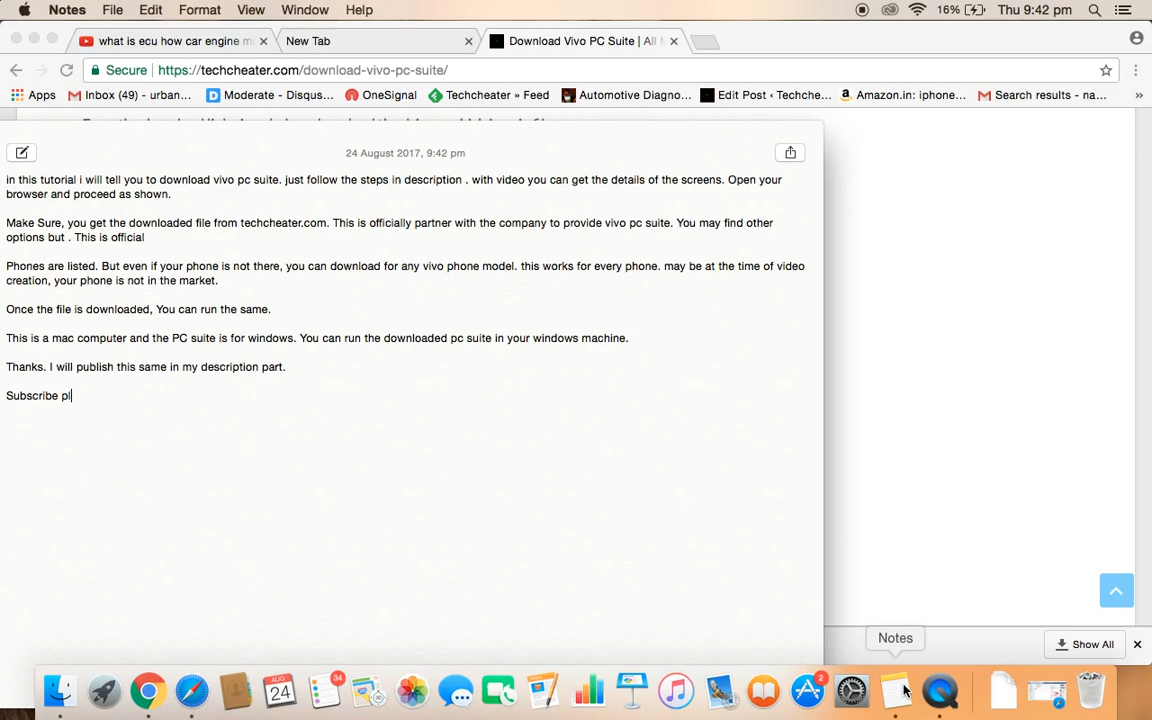 Notes File Edit Format View Window Help 16% Thu 9:42 pm
what is ecu how car engine m New Tab Download Vivo PC Suite | All M
Secure https://techcheater.com/download-vivo-pc-suite/
Apps Inbox (49) - urban... Moderate - Disqus... OneSignal Techcheater » Feed Automotive Diagno... Edit Post ‹ Techche... Amazon.in: iphone... Search results - na... »
24 August 2017, 9:42 pm
in this tutorial i will tell you to download vivo pc suite. just follow the steps in description . with video you can get the details of the screens. Open your
browser and proceed as shown.
Make Sure, you get the downloaded file from techcheater.com. This is officially partner with the company to provide vivo pc suite. You may find other
options but . This is official
Phones are listed. But even if your phone is not there, you can download for any vivo phone model. this works for every phone. may be at the time of video
creation, your phone is not in the market.
Once the file is downloaded, You can run the same.
This is a mac computer and the PC suite is for windows. You can run the downloaded pc suite in your windows machine.
Thanks. I will publish this same in my description part.
Subscribe pl
Notes
Show All
34
24
2